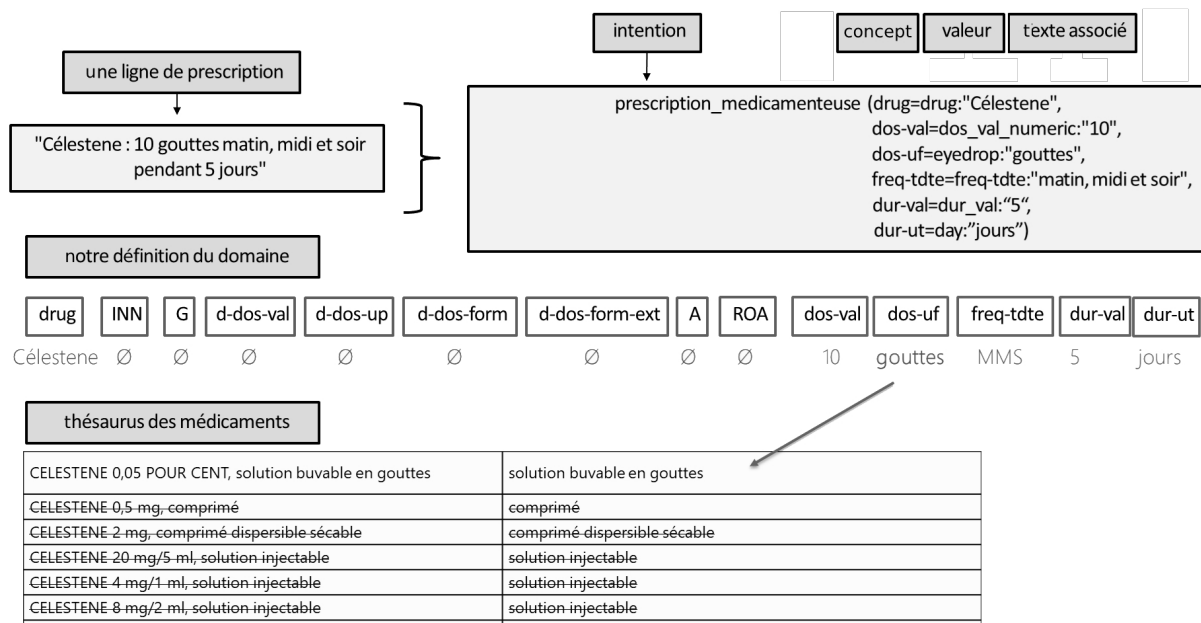 intention
concept valeur texte associé
une ligne de prescription
prescription_medicamenteuse (drug=drug:"Célestene",
dos-val=dos_val_numeric:"10",
dos-uf=eyedrop:"gouttes",
freq-tdte=freq-tdte:"matin, midi et soir",
dur-val=dur_val:“5“,
dur-ut=day:”jours”)
"Célestene : 10 gouttes matin, midi et soir
pendant 5 jours"
notre définition du domaine
drug INN G d-dos-val d-dos-up d-dos-form d-dos-form-ext A ROA dos-val dos-uf freq-tdte dur-val dur-ut
Célestene Ø Ø Ø Ø Ø Ø Ø Ø 10 gouttes MMS 5 jours
thésaurus des médicaments
CELESTENE 0,05 POUR CENT, solution buvable en gouttes solution buvable en gouttes
CELESTENE 0,5 mg, comprimé comprimé
CELESTENE 2 mg, comprimé dispersible sécable comprimé dispersible sécable
CELESTENE 20 mg/5 ml, solution injectable solution injectable
CELESTENE 4 mg/1 ml, solution injectable solution injectable
CELESTENE 8 mg/2 ml, solution injectable solution injectable